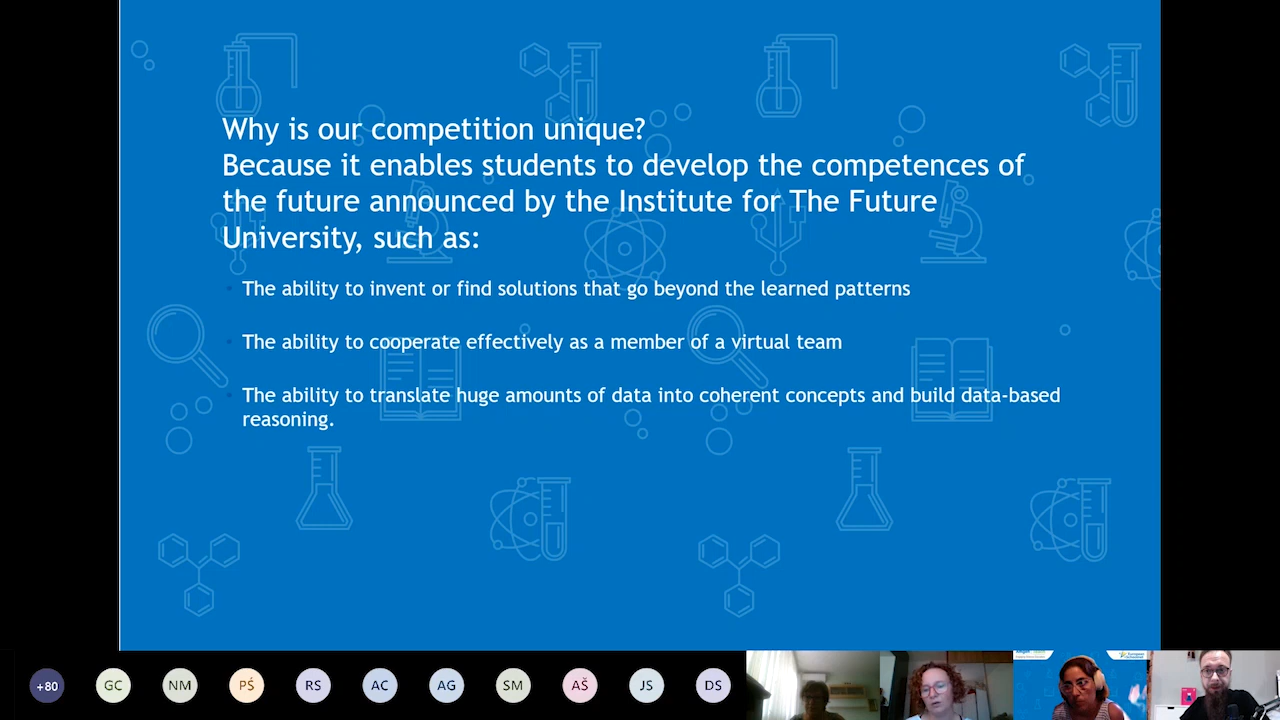 Why is our competition unique?
Because it enables students to develop the competences of
the future announced by the Institute for The Future
University, such as:
The ability to invent or find solutions that go beyond the learned patterns
The ability to cooperate effectively as a member of a virtual team
The ability to translate huge amounts of data into coherent concepts and build data-based
reasoning.
+80 GC NM PŚ RS AC AG SM AŠ JS DS